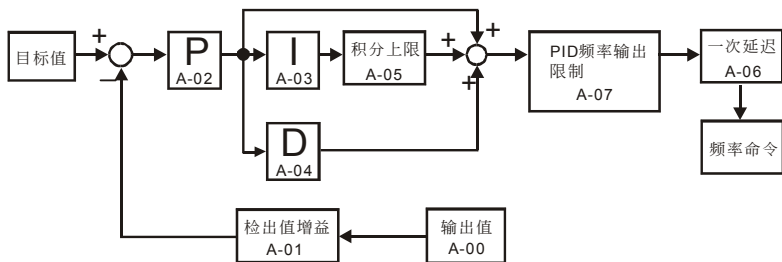 目标值
+
−
P
A-02
I
A-03
积分上限
A-05
D
A-04
+
+
+
PID频率输出
限制
A-07
一次延迟
A-06
频率命令
检出值增益
A-01
输出值
A-00